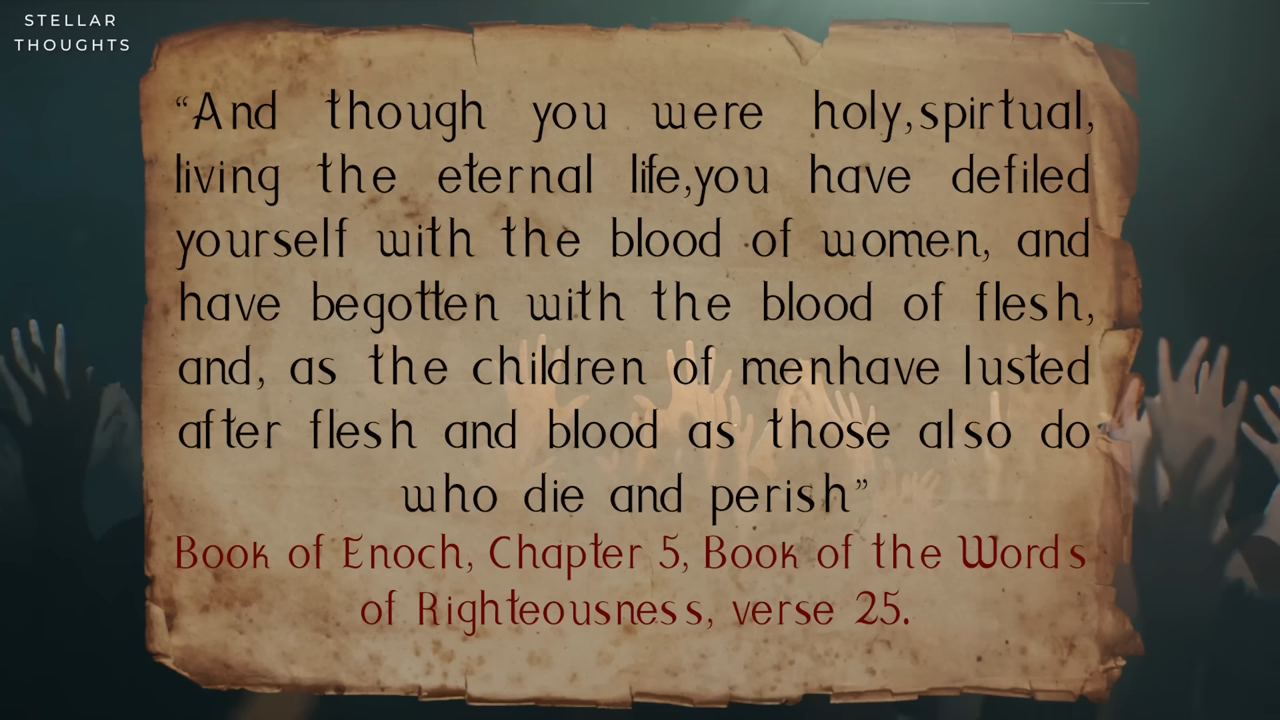 STELLAR
THOUGHTS
“And though you were holy,spirtual,
living the eternal life,you have defiled
yourself with the blood of women, and
have begotten with the blood of flesh,
and, as the children of menhave lusted
after flesh and blood as those also do
who die and perish”
Book of Enoch, Chapter 5, Book of the Words
of Righteousness, verse 25.